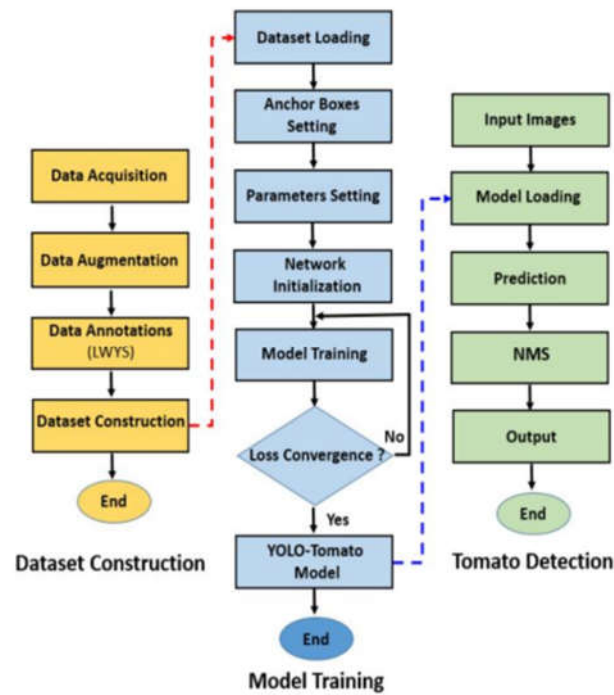 Data Acquisition
Data Augmentation
Data Annotations
(LWYS)
Dataset Construction
End
Dataset Construction
Dataset Loading
Anchor Boxes
Setting
Parameters Setting
Network
Initialization
Model Training
Loss Convergence ?
No
Yes
YOLO-Tomato
Model
End
Model Training
Input Images
Model Loading
Prediction
NMS
Output
End
Tomato Detection